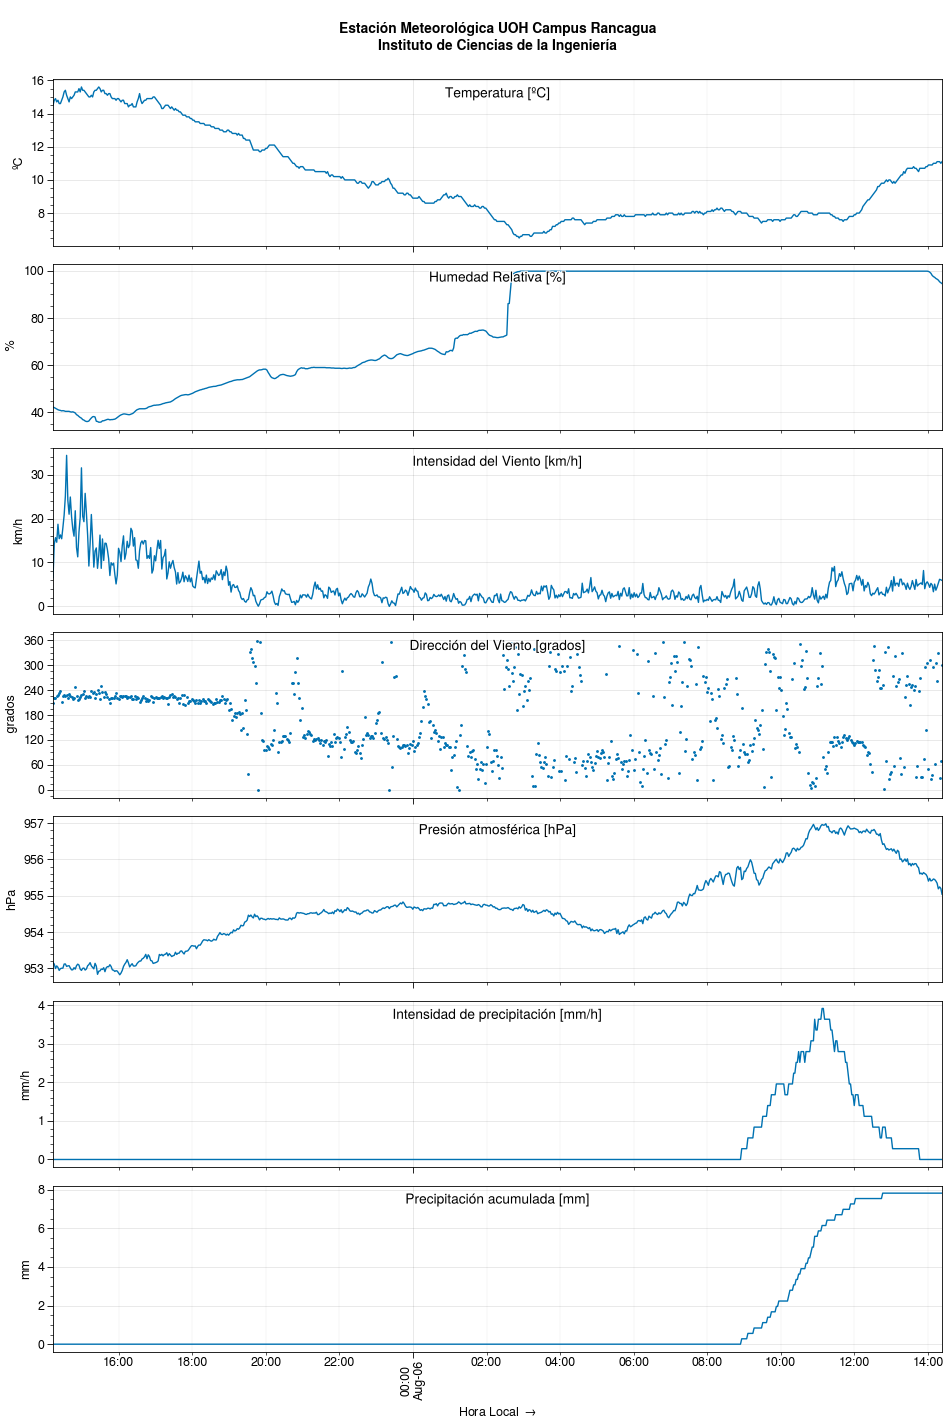 Estación Meteorológica UOH Campus Rancagua
Instituto de Ciencias de la Ingeniería
Temperatura [ºC]
ºC
16
14
12
10
8
Humedad Relativa [%]
%
100
80
60
40
Intensidad del Viento [km/h]
km/h
30
20
10
0
Dirección del Viento [grados]
grados
360
300
240
180
120
60
0
Presión atmosférica [hPa]
hPa
957
956
955
954
953
Intensidad de precipitación [mm/h]
mm/h
4
3
2
1
0
Precipitación acumulada [mm]
mm
8
6
4
2
0
16:00 18:00 20:00 22:00 00:00 02:00 04:00 06:00 08:00 10:00 12:00 14:00
Aug-06
Hora Local →